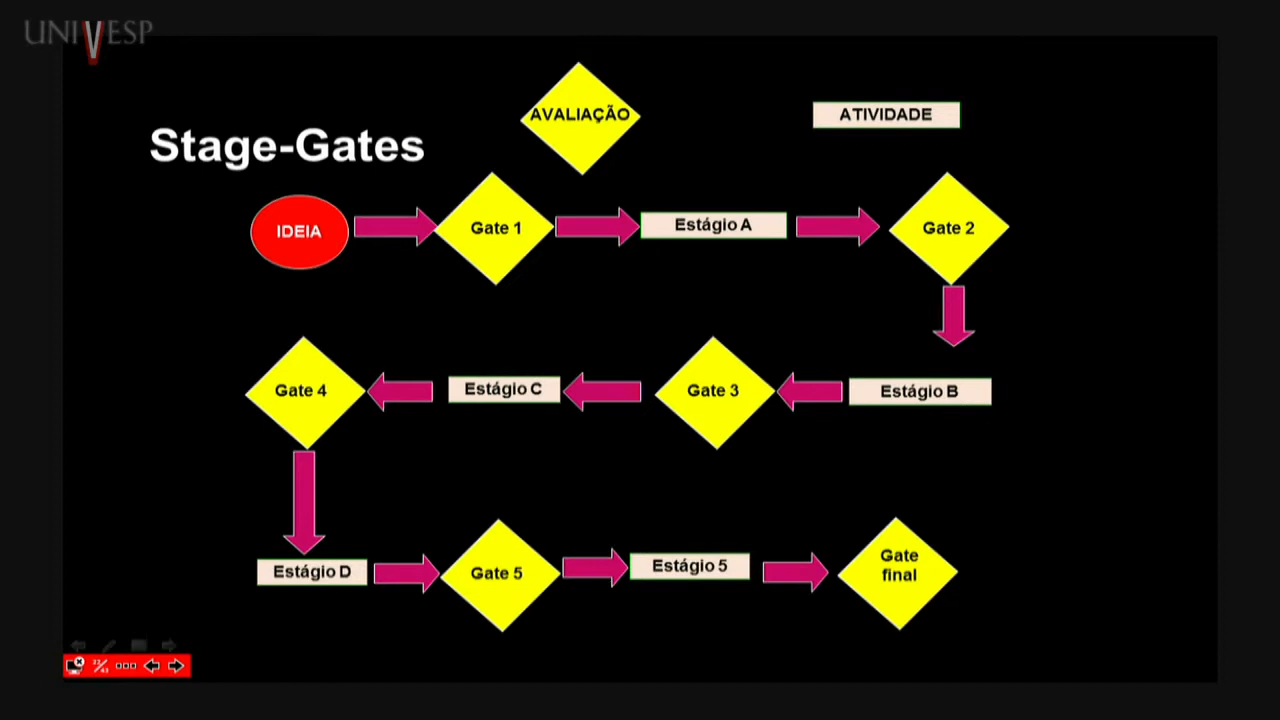 UNIVESP
AVALIAÇÃO
ATIVIDADE
Stage-Gates
IDEIA
Gate 1
Estágio A
Gate 2
Gate 4
Estágio C
Gate 3
Estágio B
Estágio D
Gate 5
Estágio 5
Gate
final